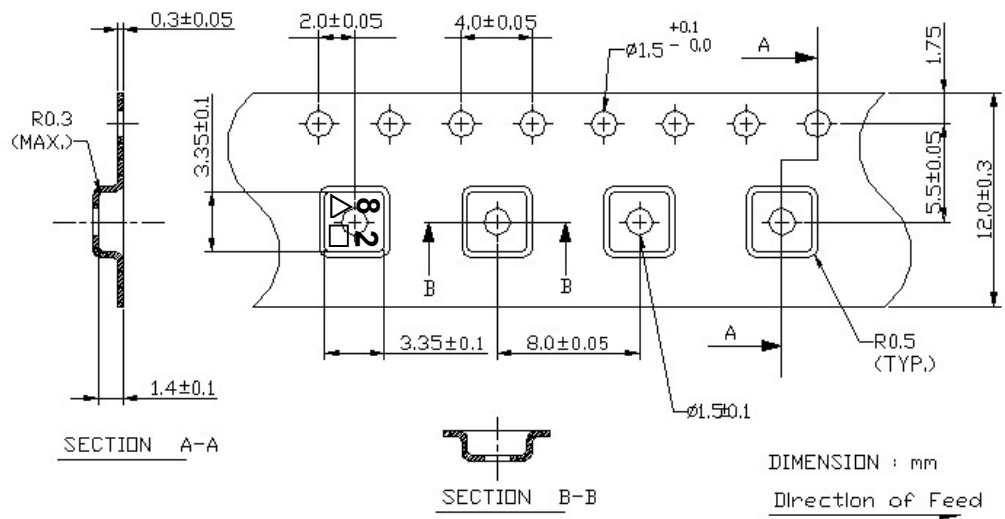 0.3±0.05
2.0±0.05
4.0±0.05
ø1.5 +0.1 - 0.0
A
1.75
R0.3
(MAX.)
3.35±0.1
5.5±0.05
12.0±0.3
8
2
B
B
3.35±0.1
8.0±0.05
A
R0.5
(TYP.)
1.4±0.1
ø1.5±0.1
SECTION A-A
SECTION B-B
DIMENSION : mm
Direction of Feed